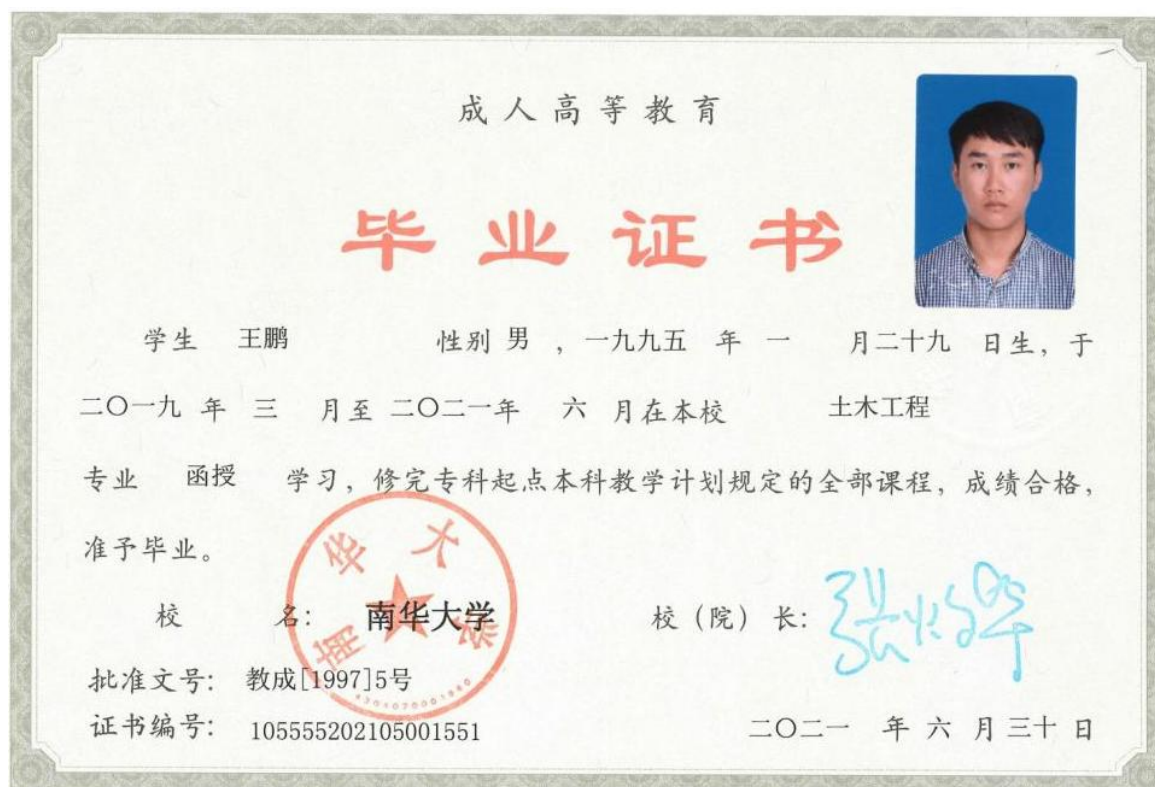 成人高等教育
毕业证书
学生 王鹏 性别 男 ，一九九五 年 一 月二十九 日生，于
二〇一九 年 三 月至 二〇二一年 六 月在本校 土木工程
专业 函授 学习，修完专科起点本科教学计划规定的全部课程，成绩合格，
准予毕业。
校 名： 南华大学 校（院）长：
南华大学
批准文号： 教成[1997]5号
证书编号： 105555202105001551 二〇二一 年 六 月 三十 日